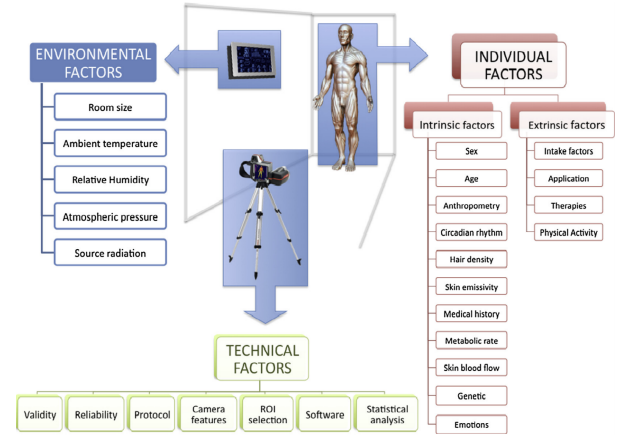 ENVIRONMENTAL
FACTORS
Room size
Ambient temperature
Relative Humidity
Atmospheric pressure
Source radiation
INDIVIDUAL
FACTORS
Intrinsic factors
Sex
Age
Anthropometry
Circadian rhythm
Hair density
Skin emissivity
Medical history
Metabolic rate
Skin blood flow
Genetic
Emotions
Extrinsic factors
Intake factors
Application
Therapies
Physical Activity
TECHNICAL
FACTORS
Validity
Reliability
Protocol
Camera
features
ROI
selection
Software
Statistical
analysis